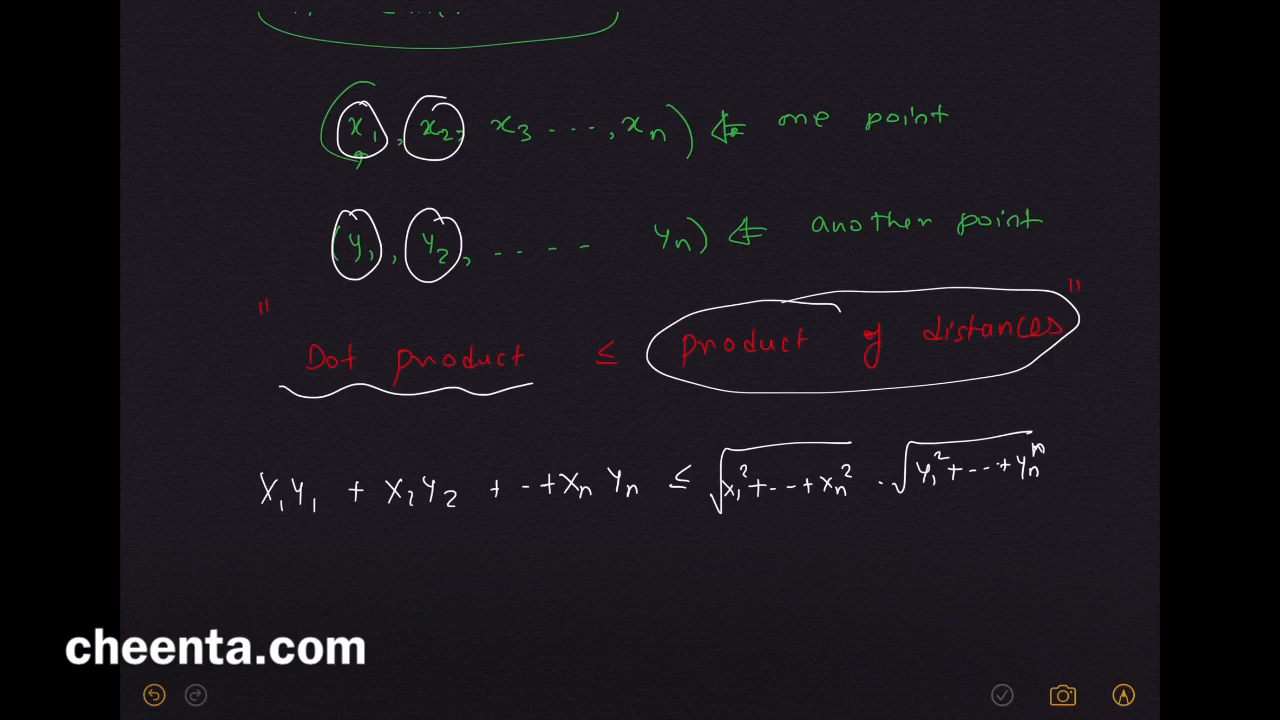 (x₁, x₂, x₃ ...., xₙ) ⇐ one point
(y₁, y₂, .... yₙ) ⇐ another point
"Dot product ≤ product of distances"
x₁y₁ + x₂y₂ + ..+xₙyₙ ≤ √(x₁²+...+xₙ²) . √(y₁²+...+yₙⁿ)
cheenta.com